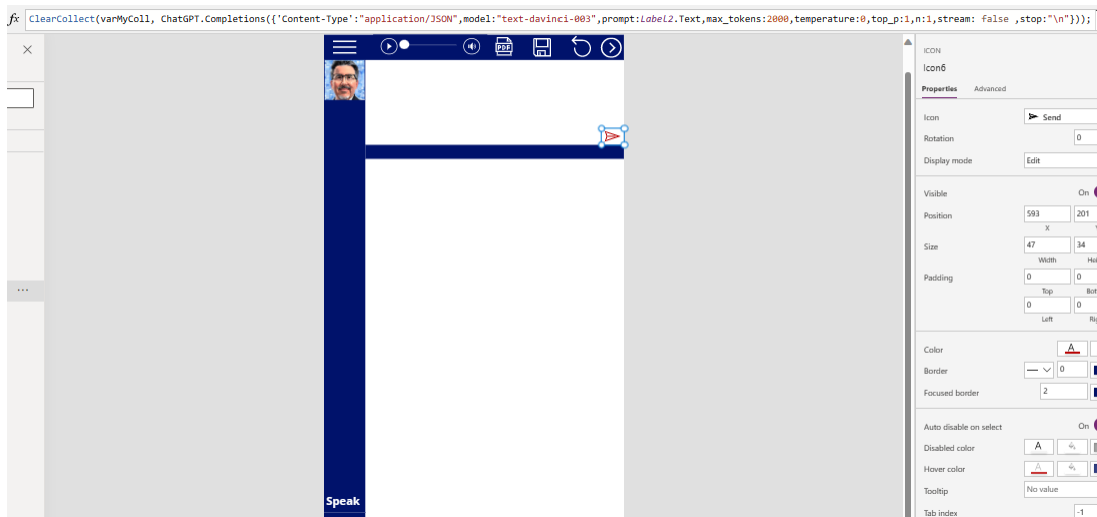 fx ClearCollect(varMyColl, ChatGPT.Completions({'Content-Type':"application/JSON",model:"text-davinci-003",prompt:Label2.Text,max_tokens:2000,temperature:0,top_p:1,n:1,stream: false ,stop:"\n"}));
PDF
ICON
Icon6
Properties Advanced
Icon Send
Rotation 0
Display mode Edit
Visible On
Position 593 201
X
Size 47 34
Width Hei
Padding 0 0
Top Bot
0 0
Left Rig
Color A
Border 0
Focused border 2
Auto disable on select On
Disabled color A
Hover color A
Tooltip No value
Tab index -1
Speak